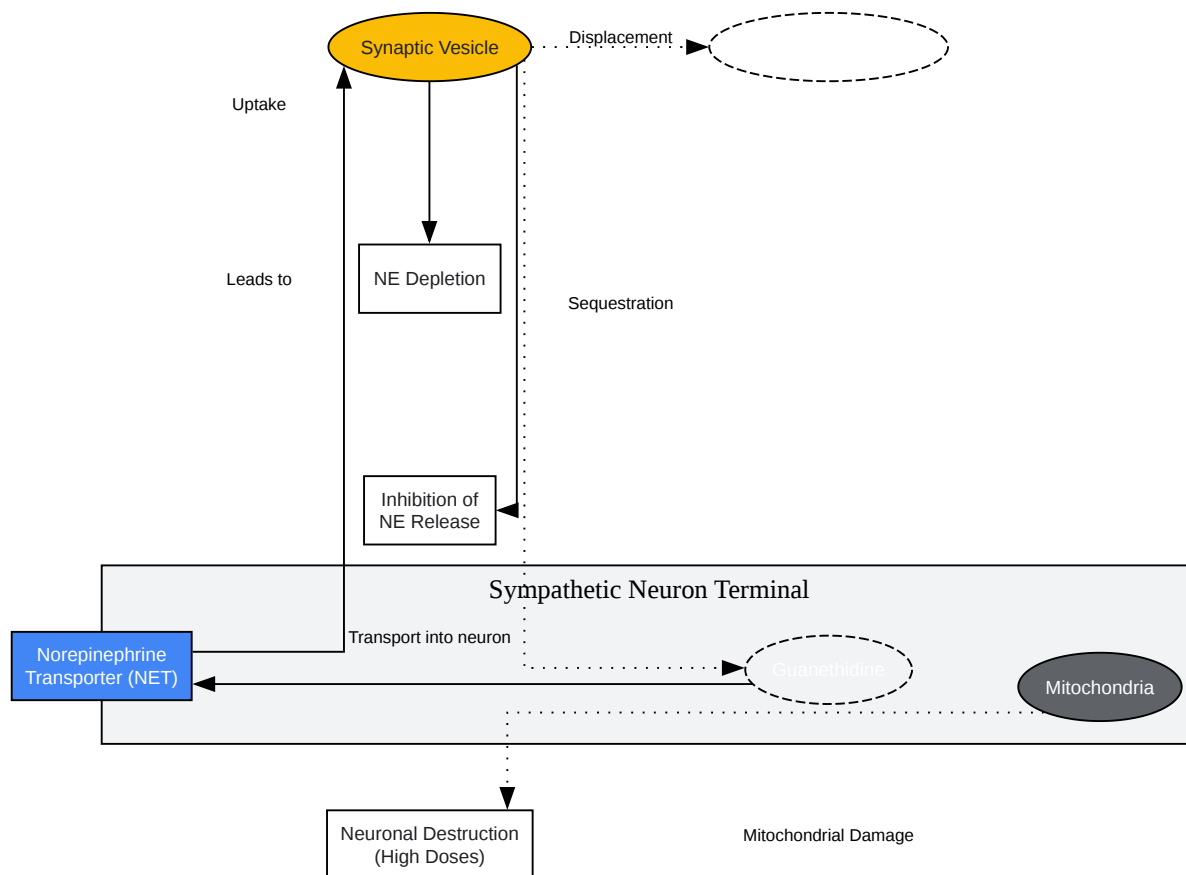 Synaptic Vesicle
Displacement
Uptake
Leads to
NE Depletion
Sequestration
Inhibition of
NE Release
Sympathetic Neuron Terminal
Transport into neuron
Norepinephrine
Transporter (NET)
Guanethidine
Mitochondria
Neuronal Destruction
(High Doses)
Mitochondrial Damage